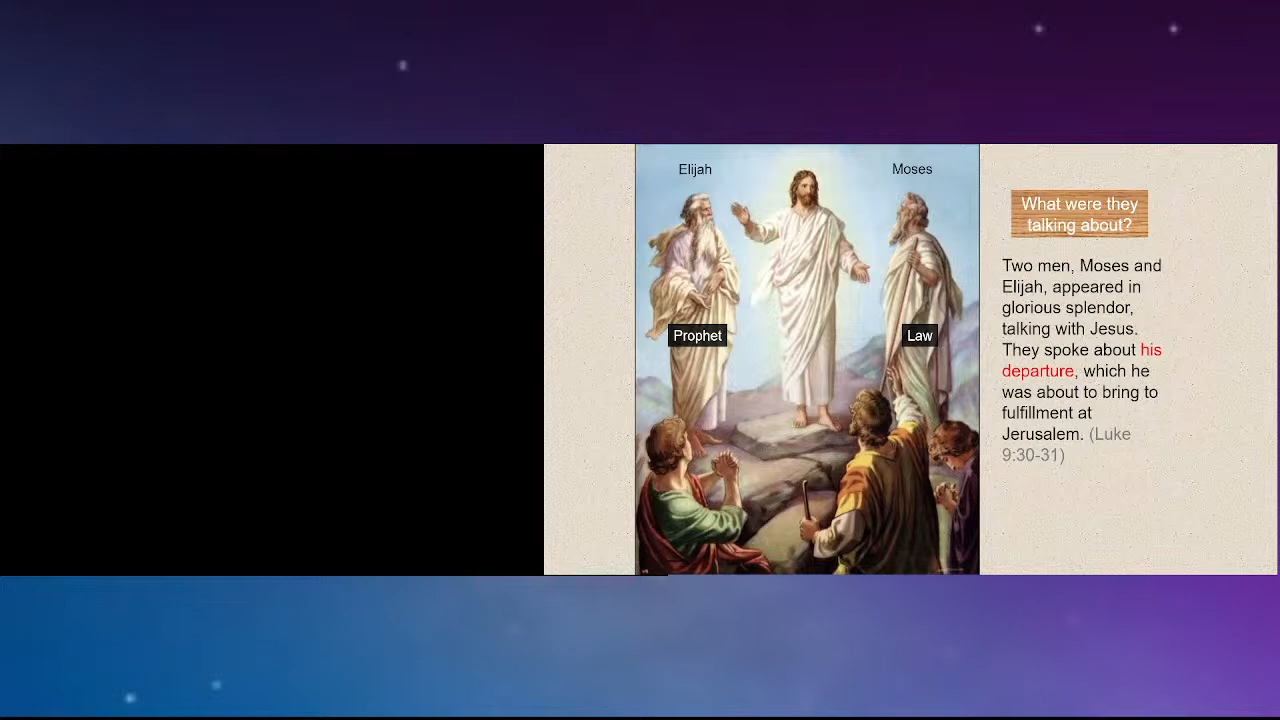 Elijah
Moses
Prophet
Law
What were they
talking about?
Two men, Moses and
Elijah, appeared in
glorious splendor,
talking with Jesus.
They spoke about his
departure, which he
was about to bring to
fulfillment at
Jerusalem. (Luke
9:30-31)